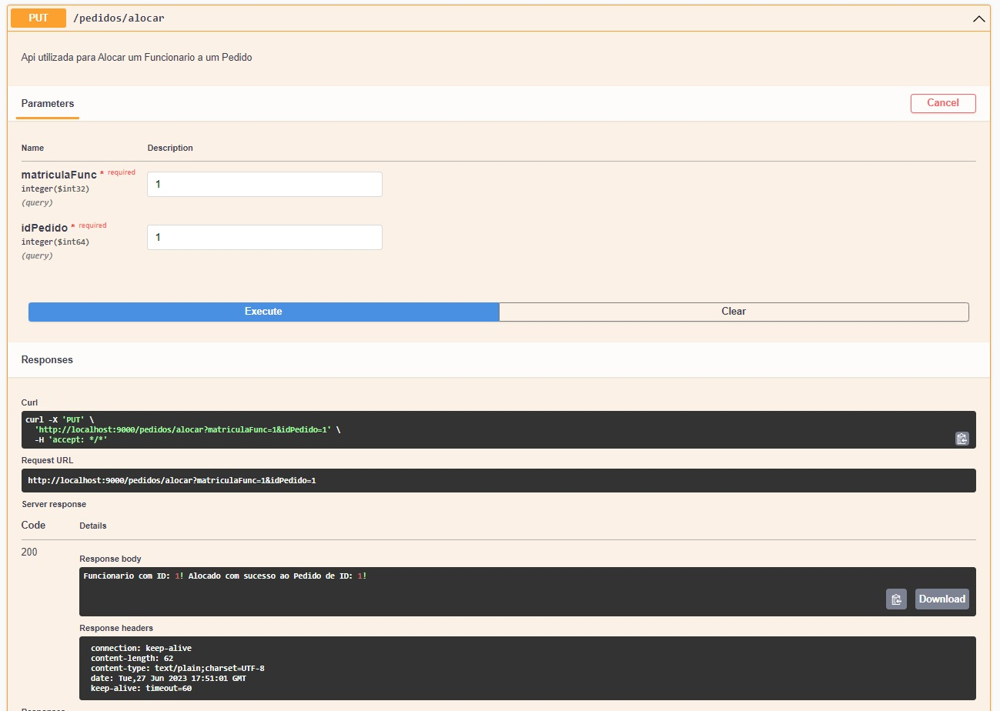 PUT /pedidos/alocar
Api utilizada para Alocar um Funcionario a um Pedido
Parameters
Cancel
Name Description
matriculaFunc * required
integer($int32)
(query)
1
idPedido * required
integer($int64)
(query)
1
Execute Clear
Responses
Curl
curl -X 'PUT' \
'http://localhost:9000/pedidos/alocar?matriculaFunc=1&idPedido=1' \
-H 'accept: */*'
Request URL
http://localhost:9000/pedidos/alocar?matriculaFunc=1&idPedido=1
Server response
Code Details
200
Response body
Funcionario com ID: 1! Alocado com sucesso ao Pedido de ID: 1!
Download
Response headers
connection: keep-alive
content-length: 62
content-type: text/plain;charset=UTF-8
date: Tue,27 Jun 2023 17:51:01 GMT
keep-alive: timeout=60
Responses